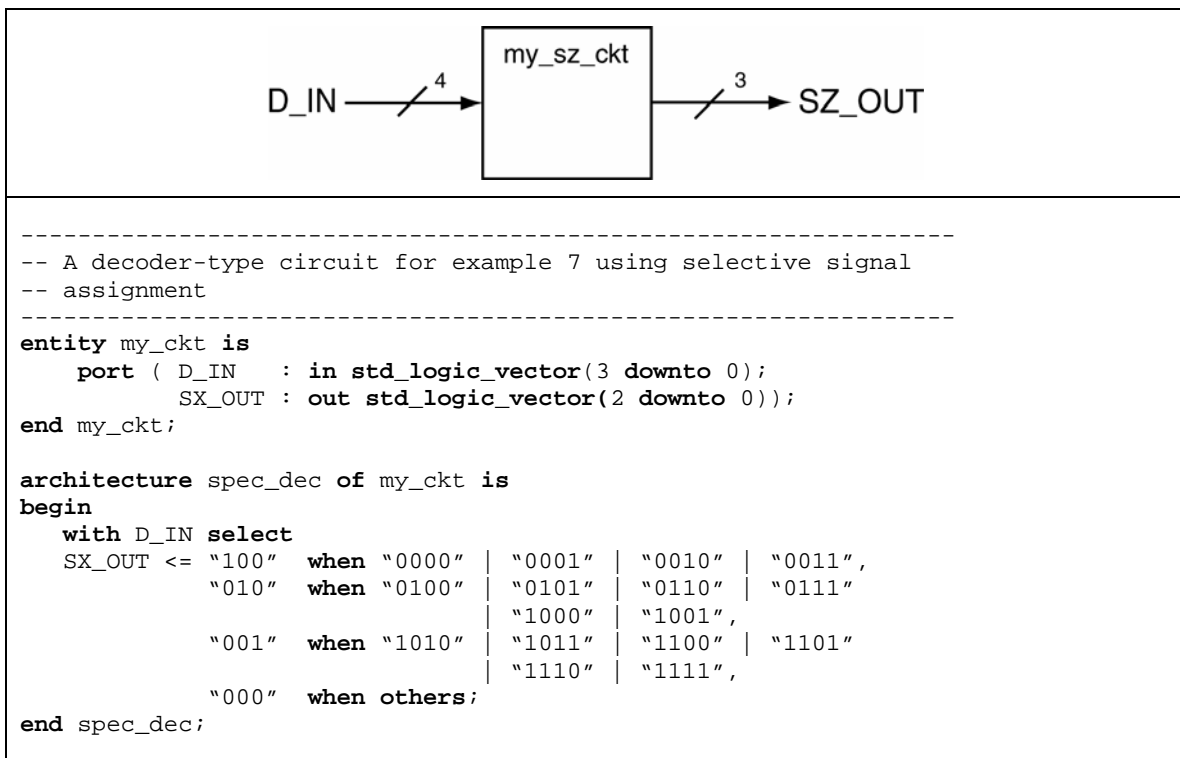 my_sz_ckt
D_IN 4 3 SZ_OUT
-----------------------------------------------------------------
-- A decoder-type circuit for example 7 using selective signal
-- assignment
-----------------------------------------------------------------
entity my_ckt is
    port ( D_IN   : in std_logic_vector(3 downto 0);
           SX_OUT : out std_logic_vector(2 downto 0));
end my_ckt;

architecture spec_dec of my_ckt is
begin
   with D_IN select
   SX_OUT <= “100”  when “0000” | “0001” | “0010” | “0011”,
             “010”  when “0100” | “0101” | “0110” | “0111”
                                | “1000” | “1001”,
             “001”  when “1010” | “1011” | “1100” | “1101”
                                | “1110” | “1111”,
             “000”  when others;
end spec_dec;